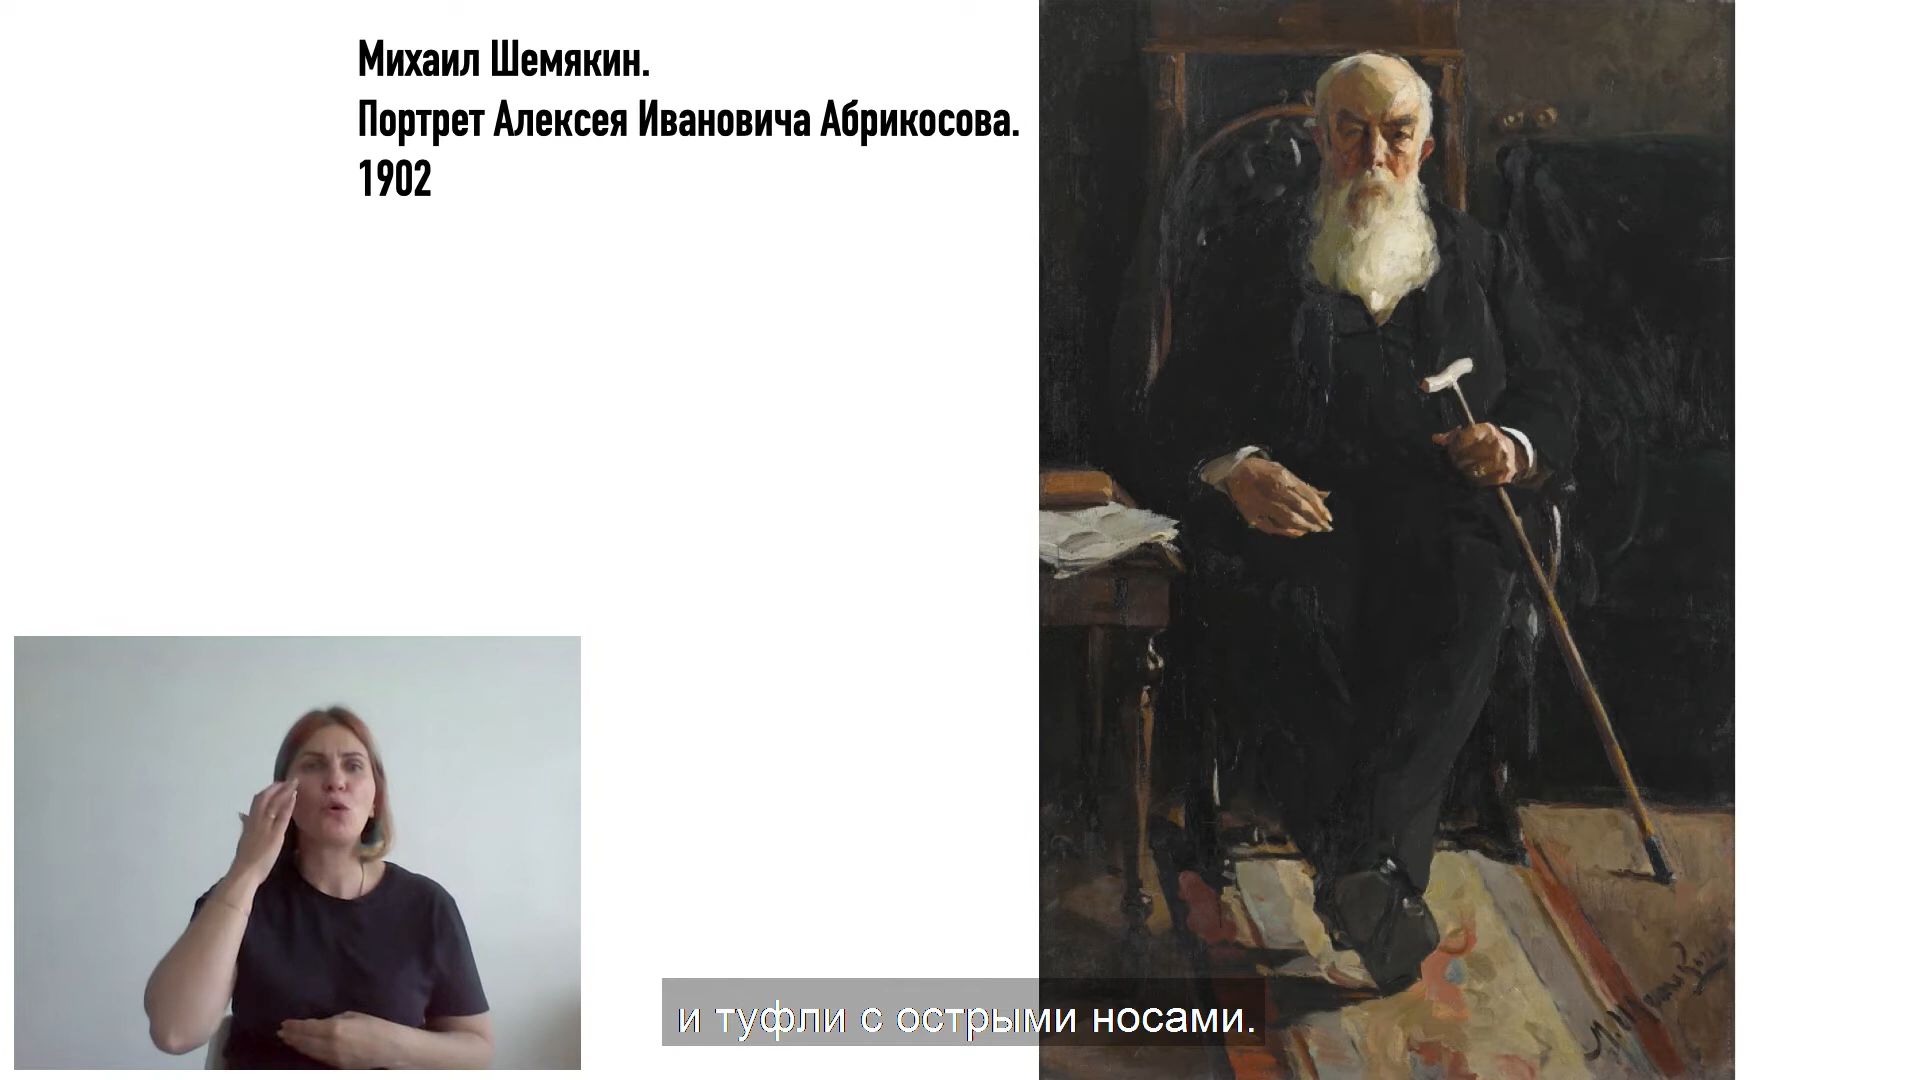 Михаил Шемякин.
Портрет Алексея Ивановича Абрикосова.
1902
и туфли с острыми носами.